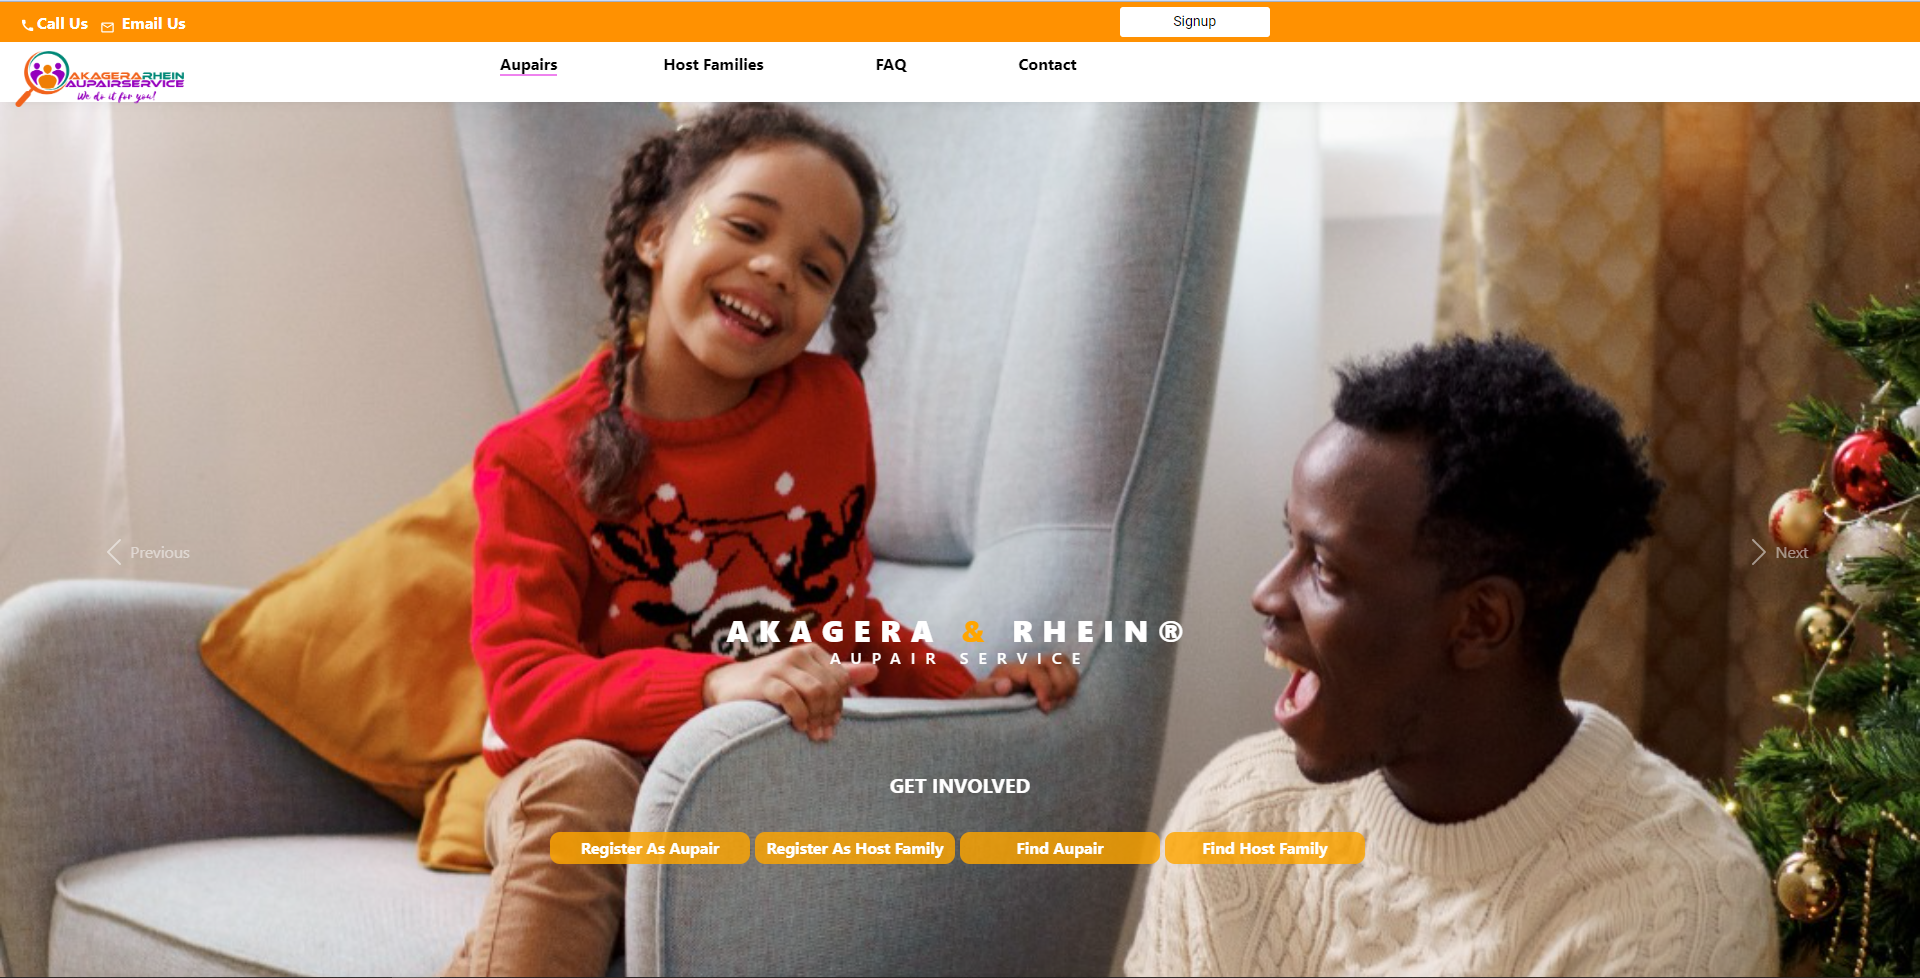 Call Us Email Us Signup
AKAGERARHEIN
AUPAIRSERVICE
We do it for you!
Aupairs Host Families FAQ Contact
Previous Next
AKAGERA & RHEIN®
AUPAIR SERVICE
GET INVOLVED
Register As Aupair Register As Host Family Find Aupair Find Host Family